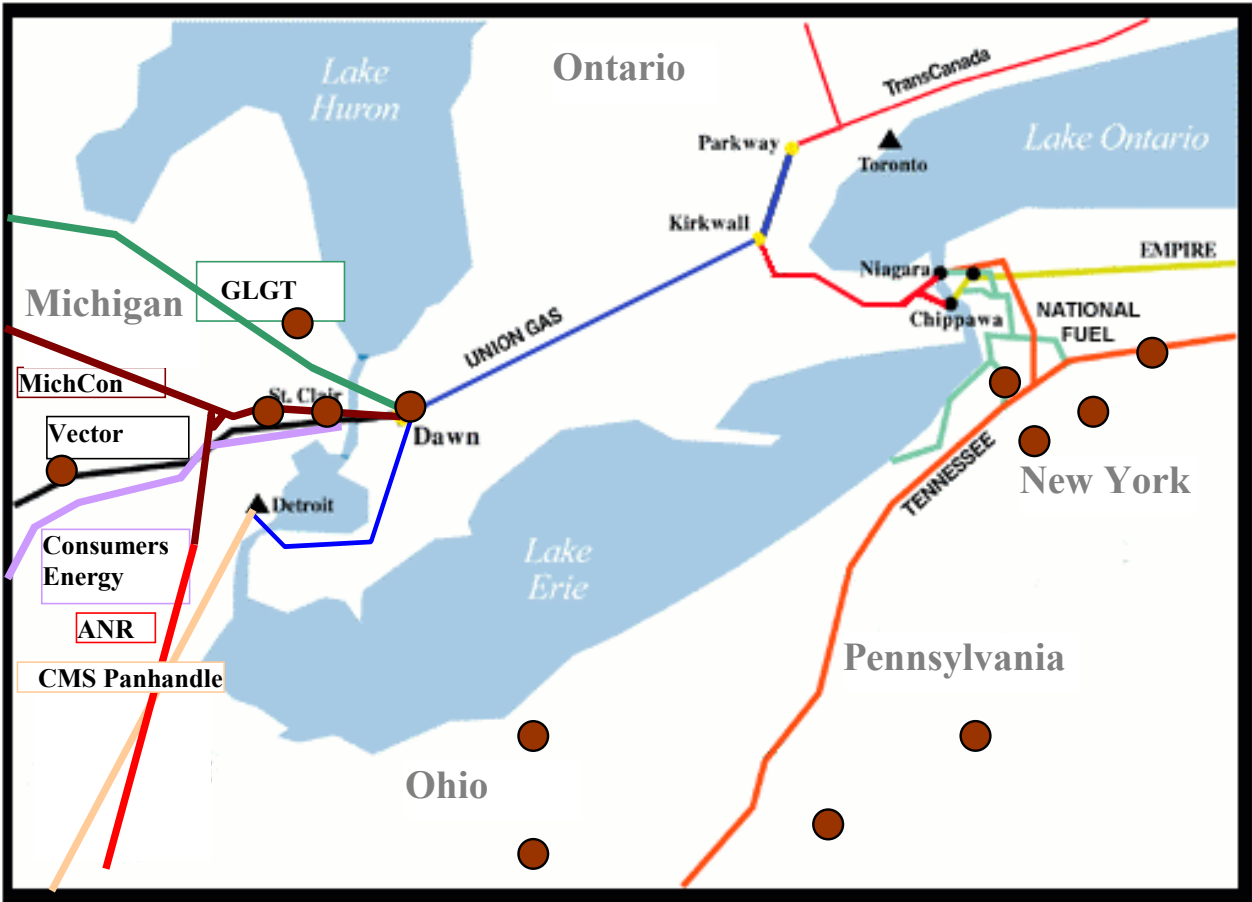 Ontario
Lake
Huron
TransCanada
Lake Ontario
Parkway
Toronto
Kirkwall
EMPIRE
Niagara
GLGT
Michigan
NATIONAL
FUEL
Chippawa
UNION GAS
MichCon
St. Clair
Vector
Dawn
TENNESSEE
New York
Detroit
Consumers
Energy
Lake
Erie
ANR
Pennsylvania
CMS Panhandle
Ohio